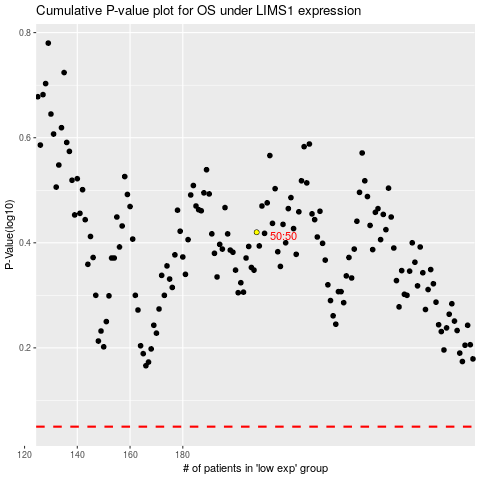 Cumulative P-value plot for OS under LIMS1 expression
P-Value(log10)
0.8
0.6
0.4
0.2
50:50
120 140 160 180
# of patients in 'low exp' group